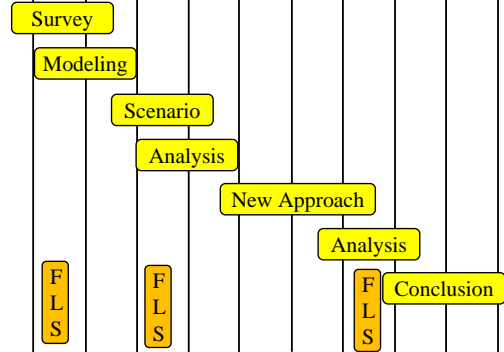 Survey
Modeling
Scenario
Analysis
New Approach
Analysis
F
L
S
F
L
S
F
L
S
Conclusion